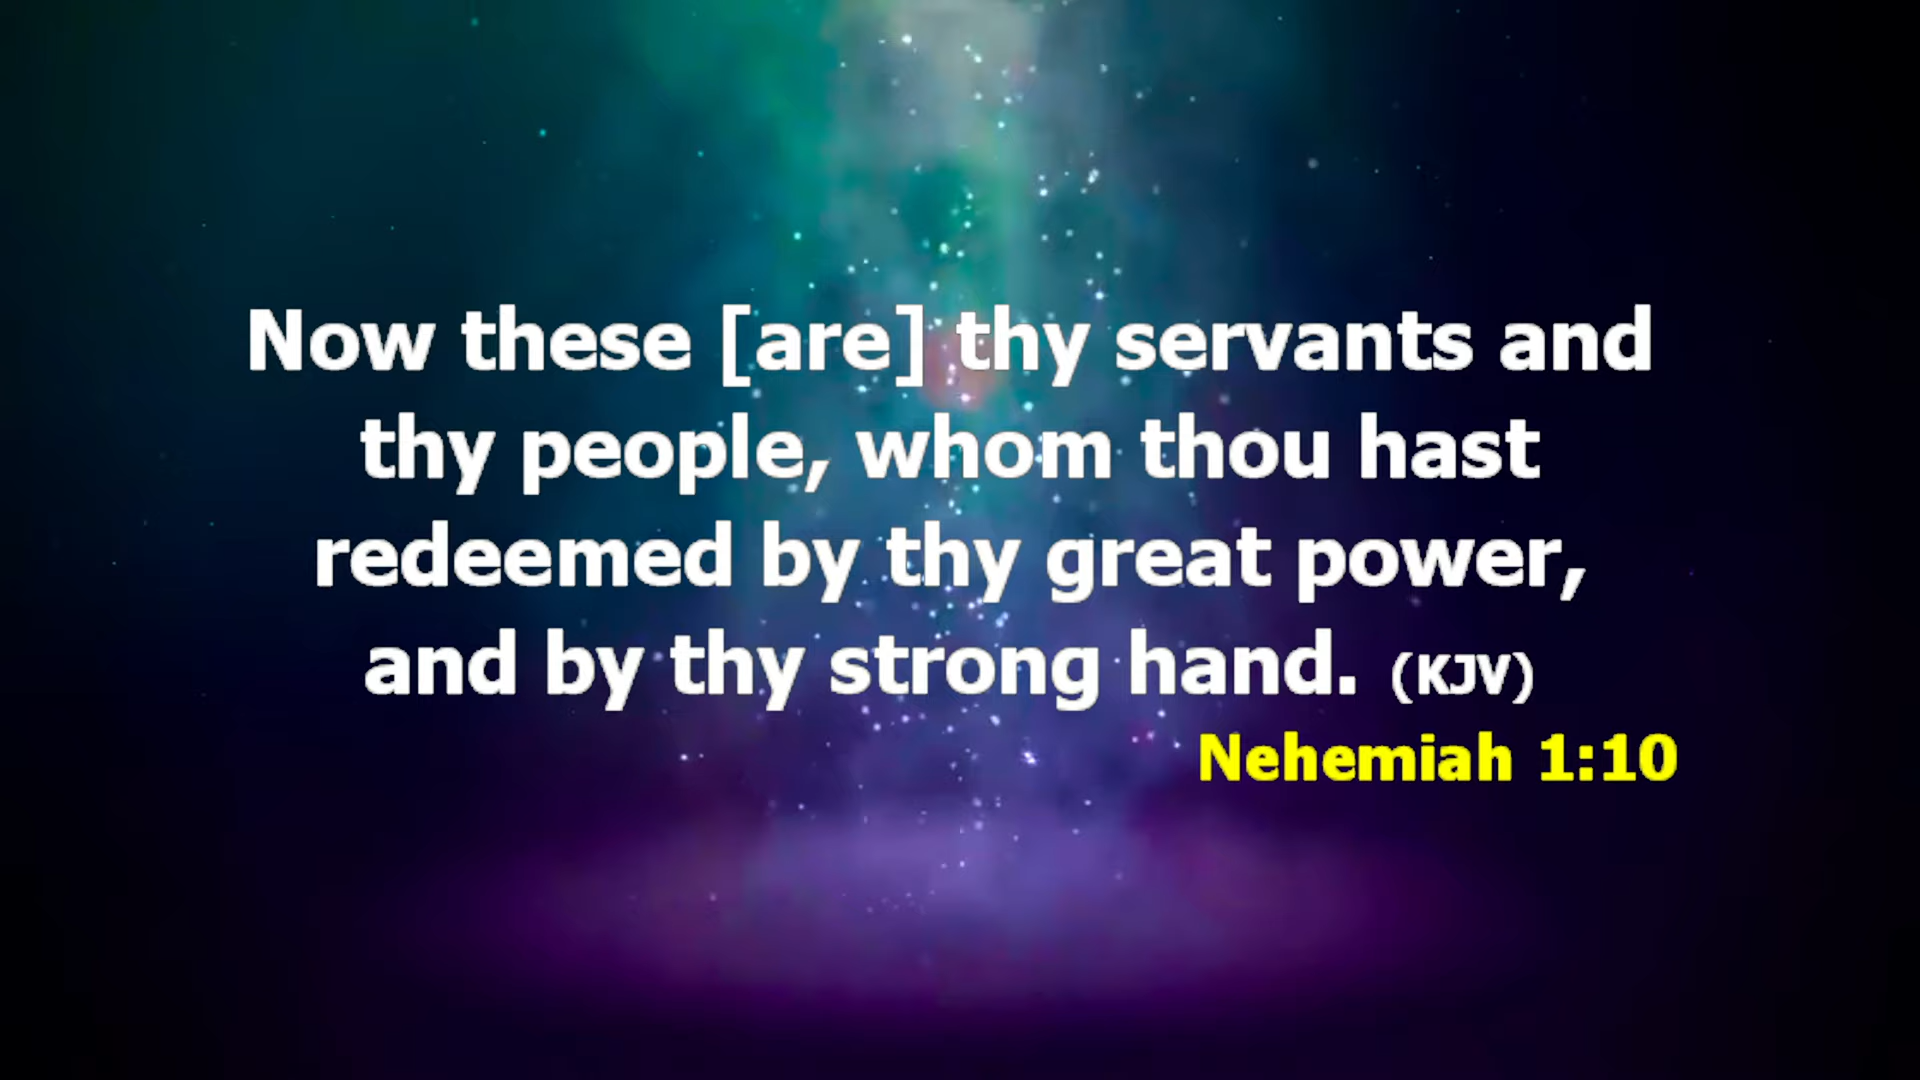 Now these [are] thy servants and
thy people, whom thou hast
redeemed by thy great power,
and by thy strong hand. (KJV)
Nehemiah 1:10